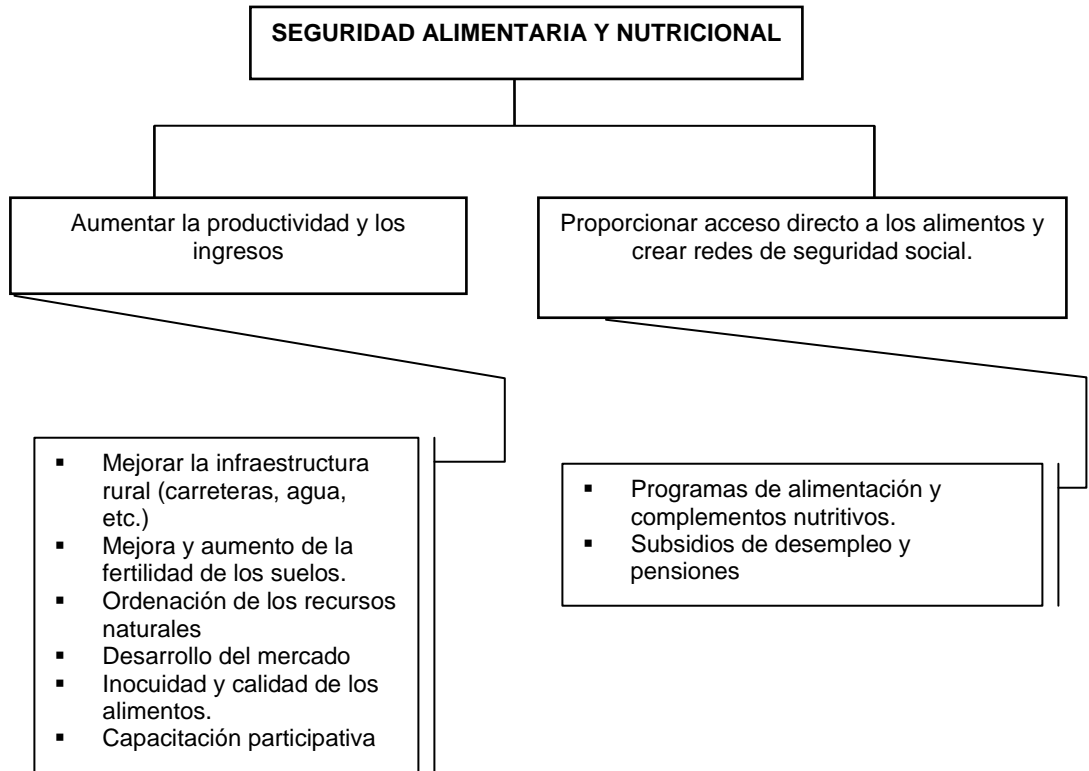 SEGURIDAD ALIMENTARIA Y NUTRICIONAL
Aumentar la productividad y los
ingresos
Proporcionar acceso directo a los alimentos y
crear redes de seguridad social.
▪ Mejorar la infraestructura
rural (carreteras, agua,
etc.)
▪ Mejora y aumento de la
fertilidad de los suelos.
▪ Ordenación de los recursos
naturales
▪ Desarrollo del mercado
▪ Inocuidad y calidad de los
alimentos.
▪ Capacitación participativa
▪ Programas de alimentación y
complementos nutritivos.
▪ Subsidios de desempleo y
pensiones